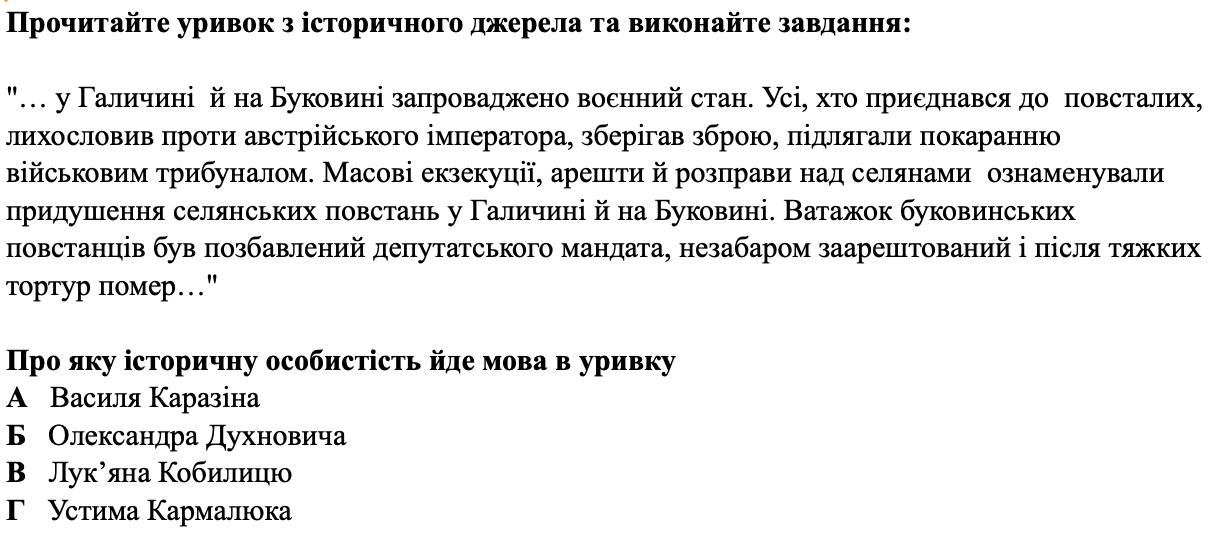 Прочитайте уривок з історичного джерела та виконайте завдання:
"… у Галичині й на Буковині запроваджено воєнний стан. Усі, хто приєднався до повсталих,
лихословив проти австрійського імператора, зберігав зброю, підлягали покаранню
військовим трибуналом. Масові екзекуції, арешти й розправи над селянами ознаменували
придушення селянських повстань у Галичині й на Буковині. Ватажок буковинських
повстанців був позбавлений депутатського мандата, незабаром заарештований і після тяжких
тортур помер…"
Про яку історичну особистість йде мова в уривку
А Василя Каразіна
Б Олександра Духновича
В Лук’яна Кобилицю
Г Устима Кармалюка